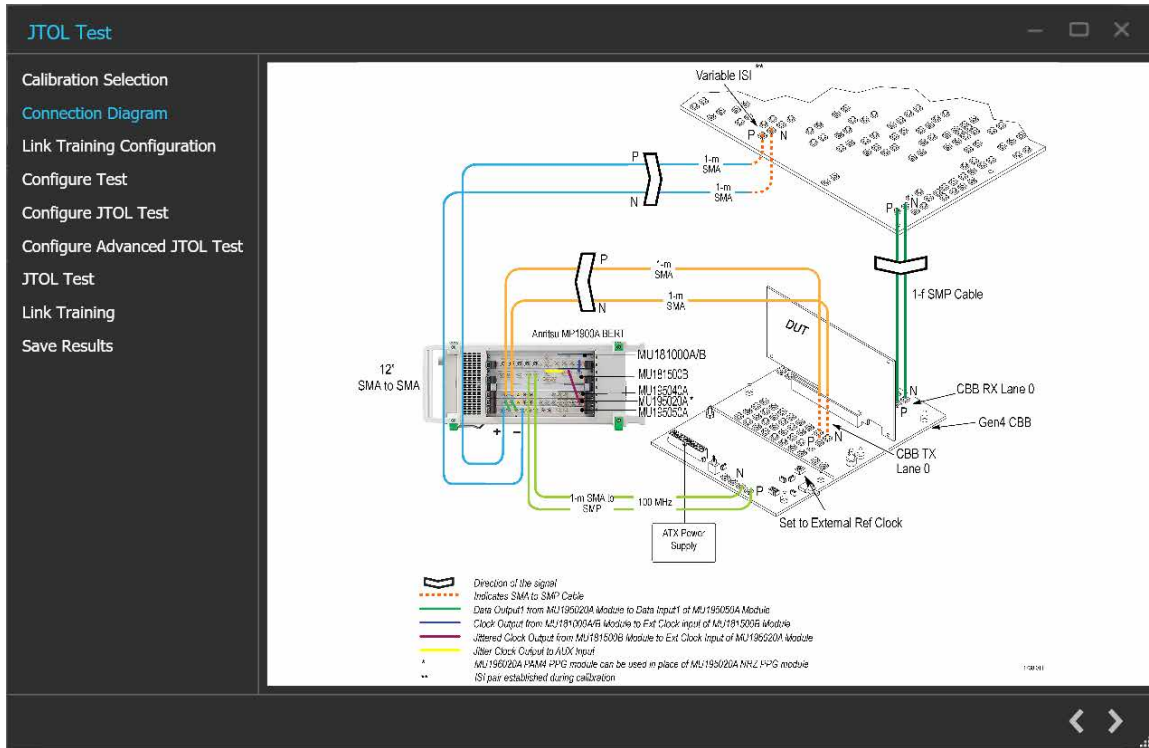 JTOL Test
Calibration Selection
Connection Diagram
Link Training Configuration
Configure Test
Configure JTOL Test
Configure Advanced JTOL Test
JTOL Test
Link Training
Save Results
Variable ISI **
P N
P
N
1-m
SMA
1-m
SMA
P N
1-f SMP Cable
P
N
1-m
SMA
1-m
SMA
DUT
Anritsu MP1900A BERT
MU181000A/B
MU181500B
MU195040A
MU195020A*
MU195050A
12"
SMA to SMA
+ −
N
P
CBB RX Lane 0
Gen4 CBB
P N
CBB TX
Lane 0
N
P
1-m SMA to
SMP
100 MHz
Set to External Ref Clock
ATX Power
Supply
Direction of the signal
Indicates SMA to SMP Cable
Data Output1 from MU195020A Module to Data Input1 of MU195050A Module
Clock Output from MU181000A/B Module to Ext Clock input of MU181500B Module
Jittered Clock Output from MU181500B Module to Ext Clock Input of MU195020A Module
Jitter Clock Output to AUX Input
* MU196020A PAM4 PPG module can be used in place of MU195020A NRZ PPG module
** ISI pair established during calibration